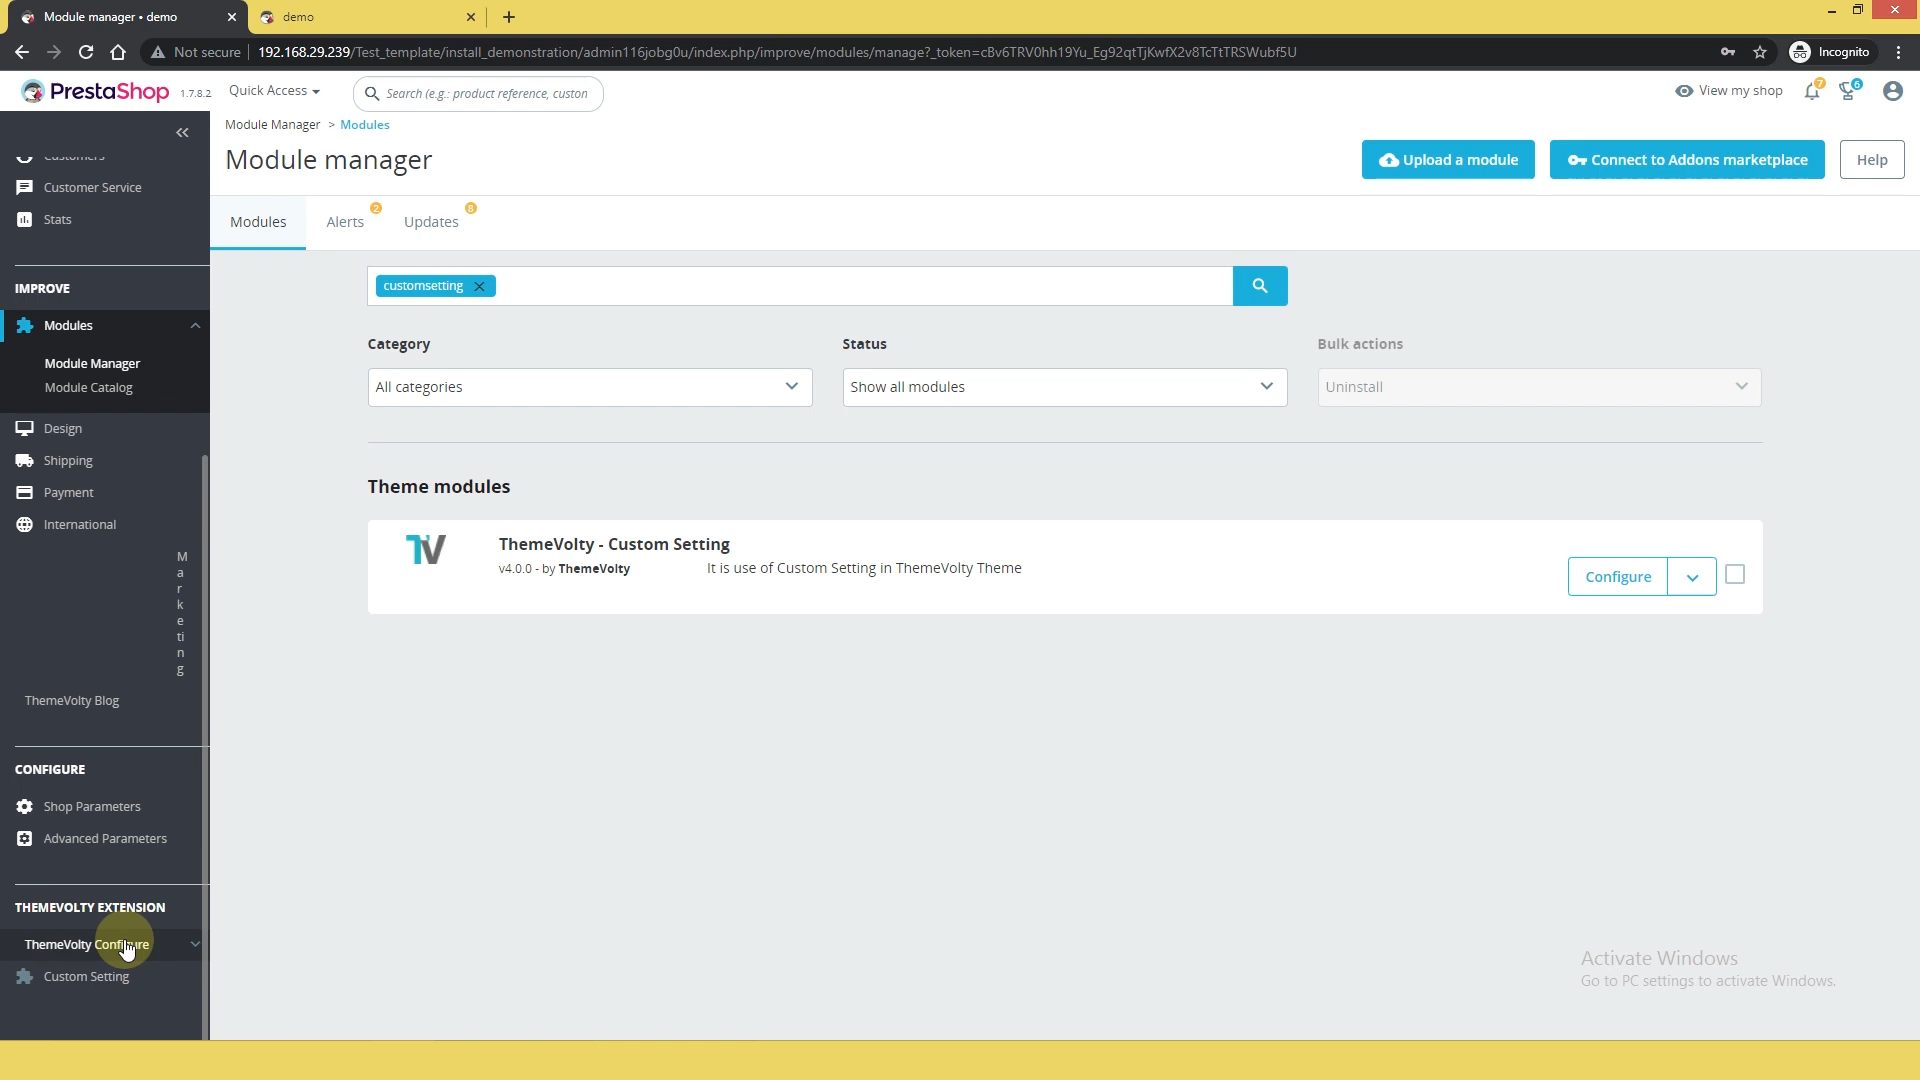 Module manager • demo
demo
Not secure
192.168.29.239/Test_template/install_demonstration/admin116jobg0u/index.php/improve/modules/manage?_token=cBv6TRV0hh19Yu_Eg92qtTjKwfX2v8TcTtTRSWubf5U
Incognito
PrestaShop 1.7.8.2
Quick Access
Search (e.g.: product reference, custon
View my shop
7
6
Module Manager > Modules
Module manager
Upload a module
Connect to Addons marketplace
Help
Customers
Customer Service
Stats
Modules
Alerts 2
Updates 8
customsetting
IMPROVE
Modules
Module Manager
Module Catalog
Design
Shipping
Payment
International
Marketing
ThemeVolty Blog
CONFIGURE
Shop Parameters
Advanced Parameters
THEMEVOLTY EXTENSION
ThemeVolty Configure
Custom Setting
Category
Status
Bulk actions
All categories
Show all modules
Uninstall
Theme modules
TV
ThemeVolty - Custom Setting
v4.0.0 - by ThemeVolty
It is use of Custom Setting in ThemeVolty Theme
Configure
Activate Windows
Go to PC settings to activate Windows.